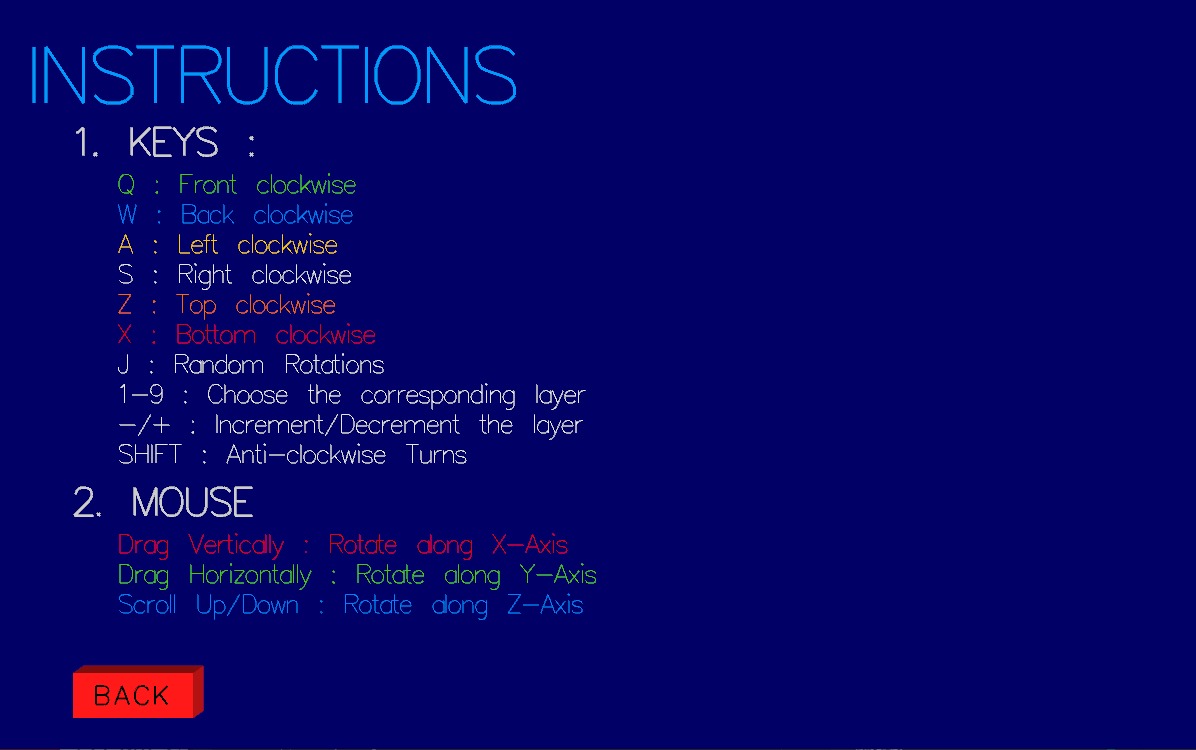 INSTRUCTIONS
1. KEYS :
Q : Front clockwise
W : Back clockwise
A : Left clockwise
S : Right clockwise
Z : Top clockwise
X : Bottom clockwise
J : Random Rotations
1-9 : Choose the corresponding layer
-/+ : Increment/Decrement the layer
SHIFT : Anti-clockwise Turns
2. MOUSE
Drag Vertically : Rotate along X-Axis
Drag Horizontally : Rotate along Y-Axis
Scroll Up/Down : Rotate along Z-Axis
BACK